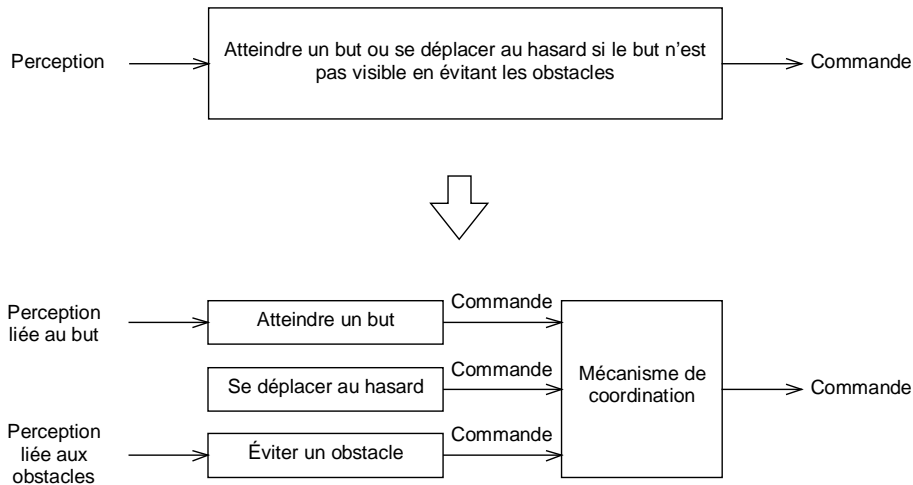 Perception
Atteindre un but ou se déplacer au hasard si le but n'est
pas visible en évitant les obstacles
Commande
Perception
liée au but
Atteindre un but
Commande
Se déplacer au hasard
Commande
Perception
liée aux
obstacles
Éviter un obstacle
Commande
Mécanisme de
coordination
Commande